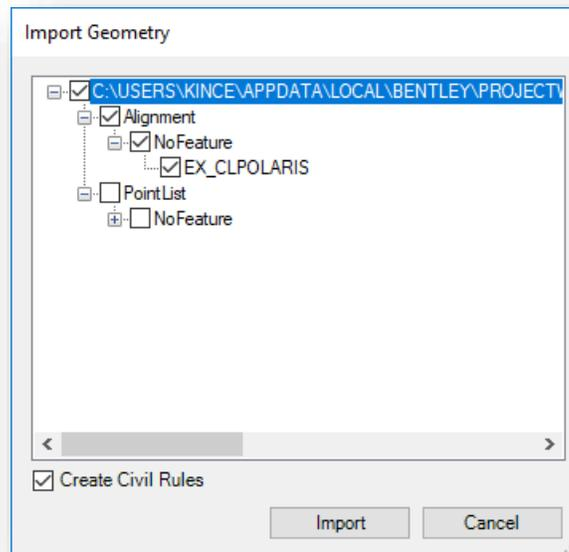 Import Geometry
C:\USERS\KINCE\APPDATA\LOCAL\BENTLEY\PROJECTW
Alignment
NoFeature
EX_CLPOLARIS
PointList
NoFeature
Create Civil Rules
Import Cancel